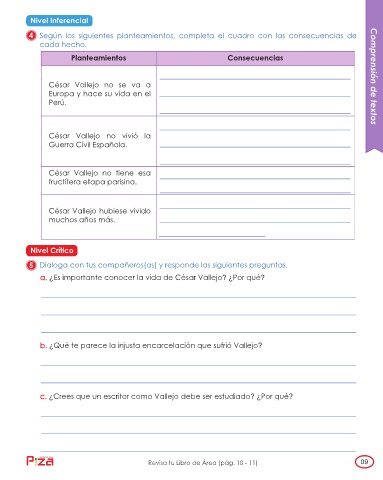 Nivel Inferencial
4 Según los siguientes planteamientos, completa el cuadro con las consecuencias de
cada hecho.
Planteamientos Consecuencias
César Vallejo no se va a
Europa y hace su vida en el
Perú.
César Vallejo no vivió la
Guerra Civil Española.
César Vallejo no tiene esa
fructífera etapa parisina.
César Vallejo hubiese vivido
muchos años más.
Nivel Crítico
5 Dialoga con tus compañeros(as) y responde las siguientes preguntas.
a. ¿Es importante conocer la vida de César Vallejo? ¿Por qué?
b. ¿Qué te parece la injusta encarcelación que sufrió Vallejo?
c. ¿Crees que un escritor como Vallejo debe ser estudiado? ¿Por qué?
Comprensión de textos
Piza
Revisa tu Libro de Área (pág. 10 - 11)
09